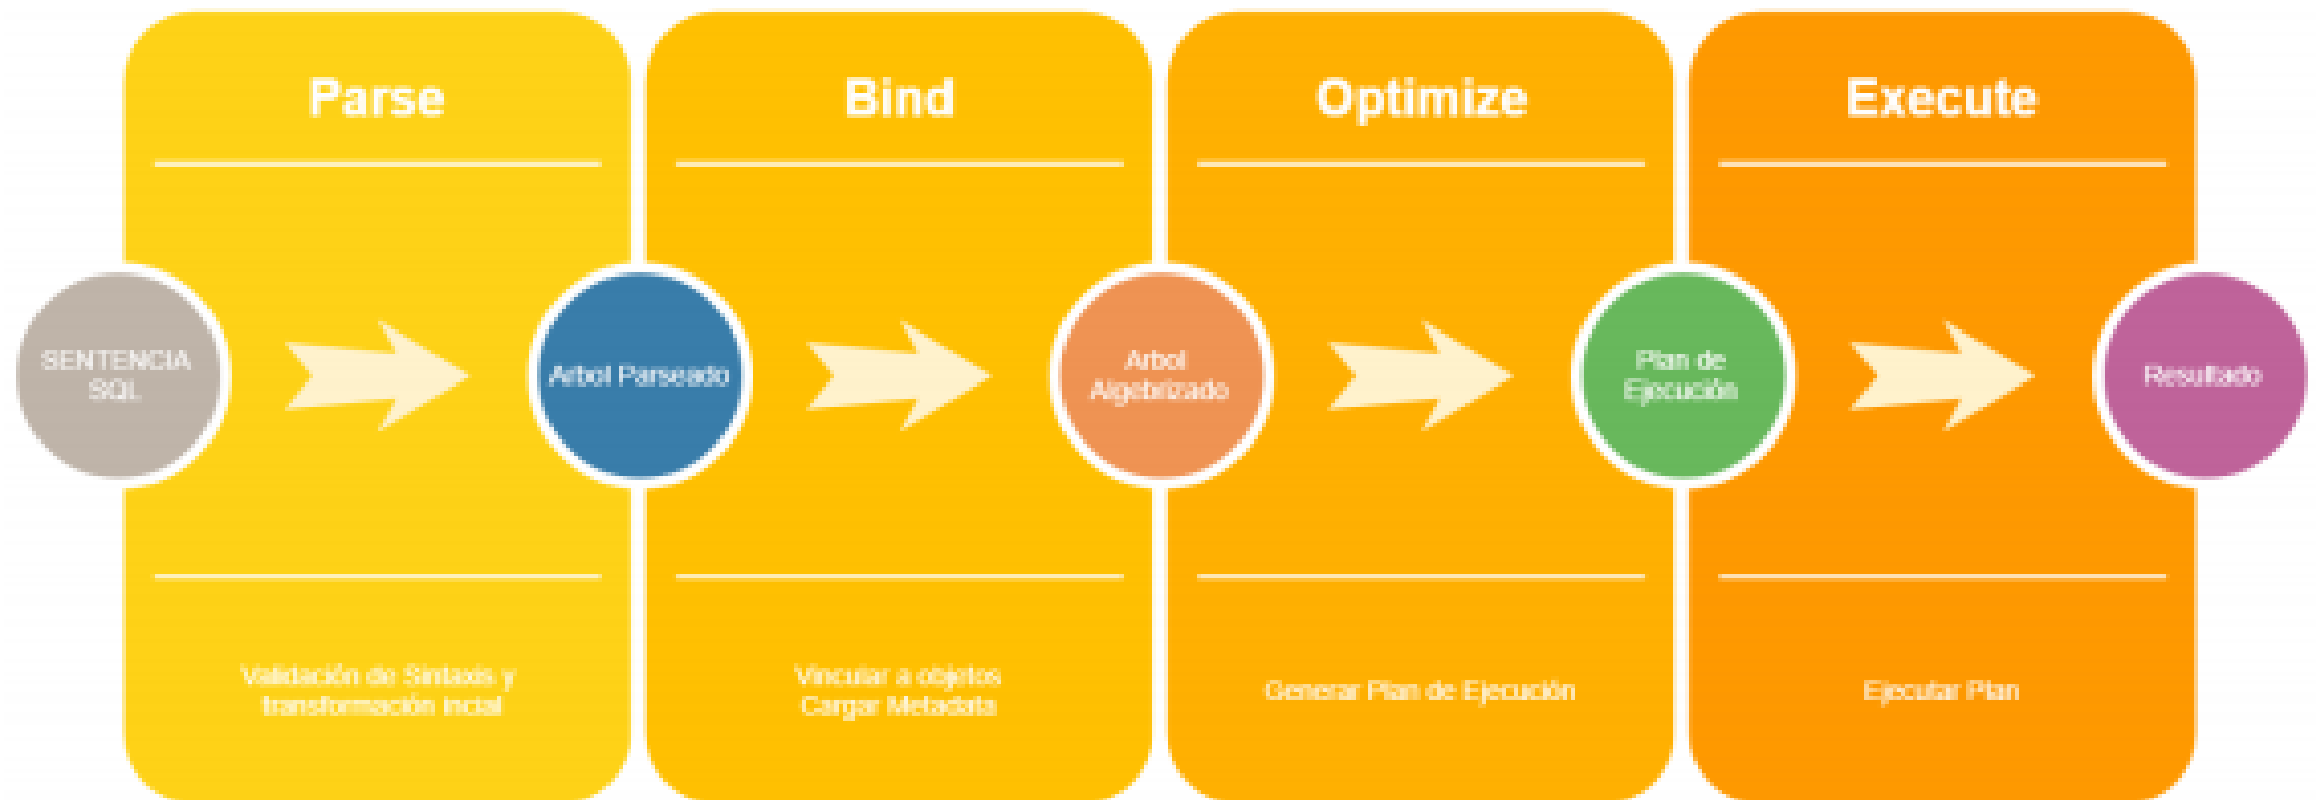 Parse
Bind
Optimize
Execute
SENTENCIA
SQL
Arbol Parseado
Arbol
Algebrizado
Plan de
Ejecución
Resultado
Validación de Sintaxis y
transformación incial
Vincular a objetos
Cargar Metadata
Generar Plan de Ejecución
Ejecutar Plan